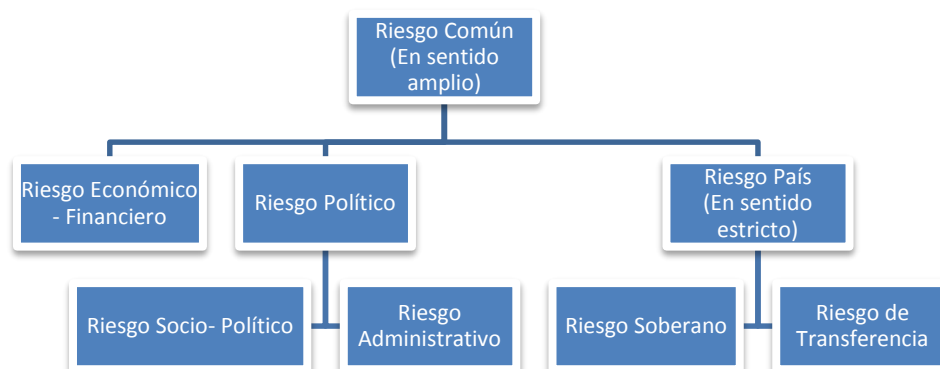 Riesgo Común
(En sentido
amplio)
Riesgo Económico
- Financiero
Riesgo Político
Riesgo País
(En sentido
estricto)
Riesgo Socio- Político
Riesgo
Administrativo
Riesgo Soberano
Riesgo de
Transferencia